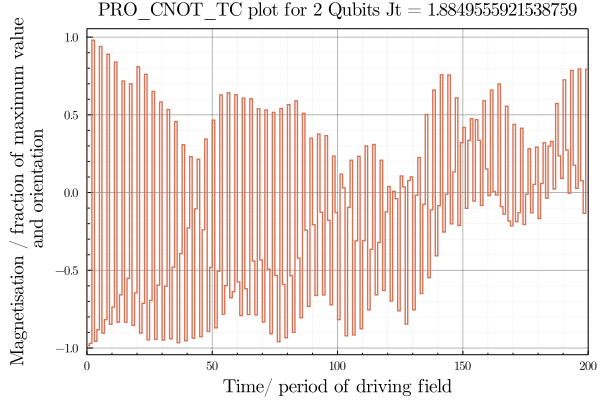 PRO_CNOT_TC plot for 2 Qubits Jt = 1.8849555921538759
Magnetisation / fraction of maximum value
and orientation
1.0
0.5
0.0
−0.5
−1.0
0 50 100 150 200
Time/ period of driving field